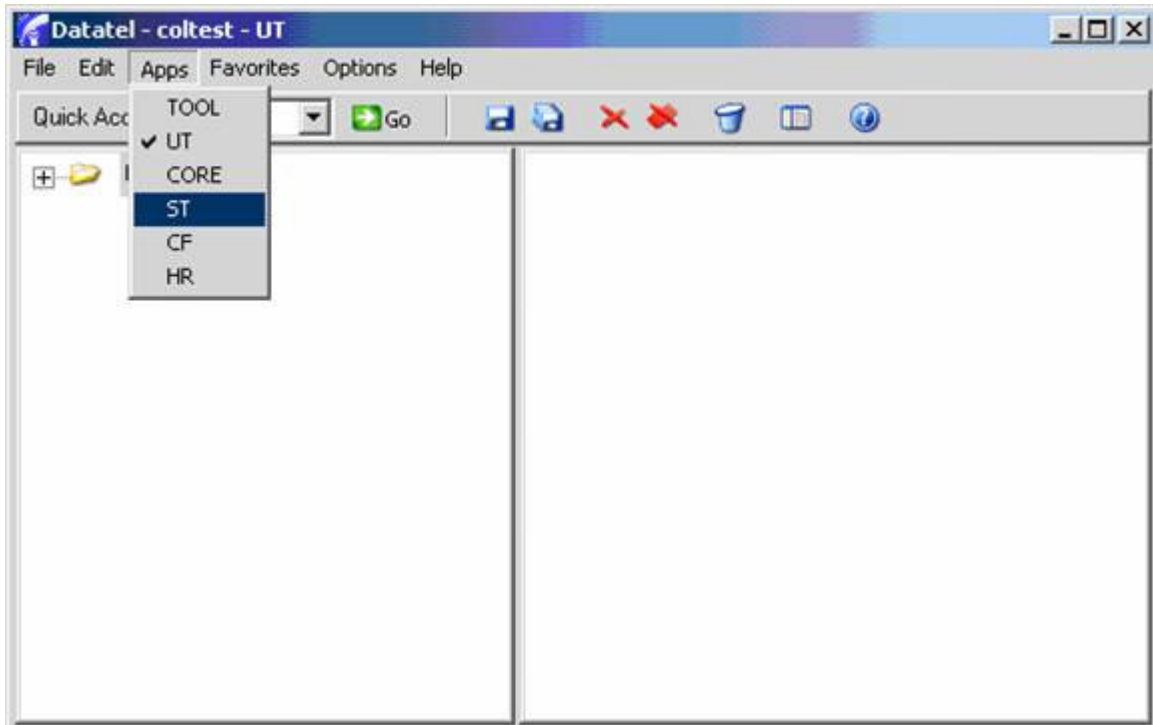 Datatel - coltest - UT
File Edit Apps Favorites Options Help
Quick Acc Go
TOOL
UT
CORE
ST
CF
HR